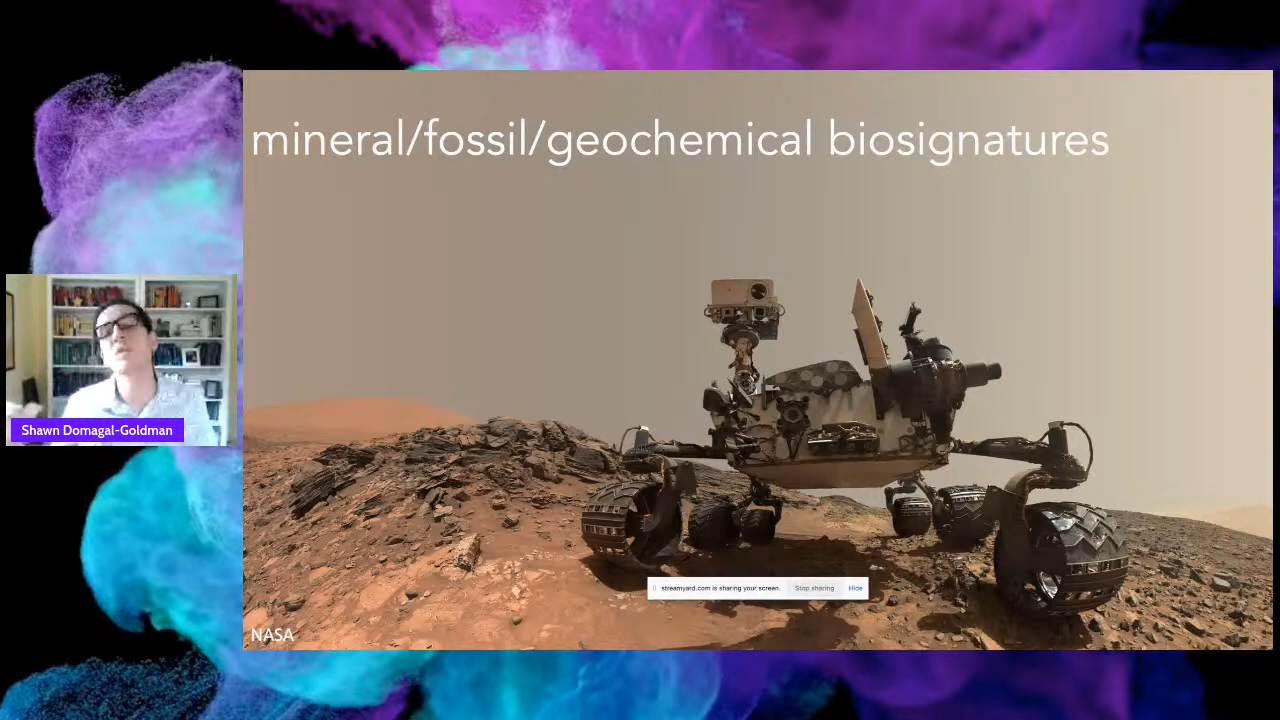 mineral/fossil/geochemical biosignatures
Shawn Domagal-Goldman
streamyard.com is sharing your screen. Stop sharing Hide
NASA